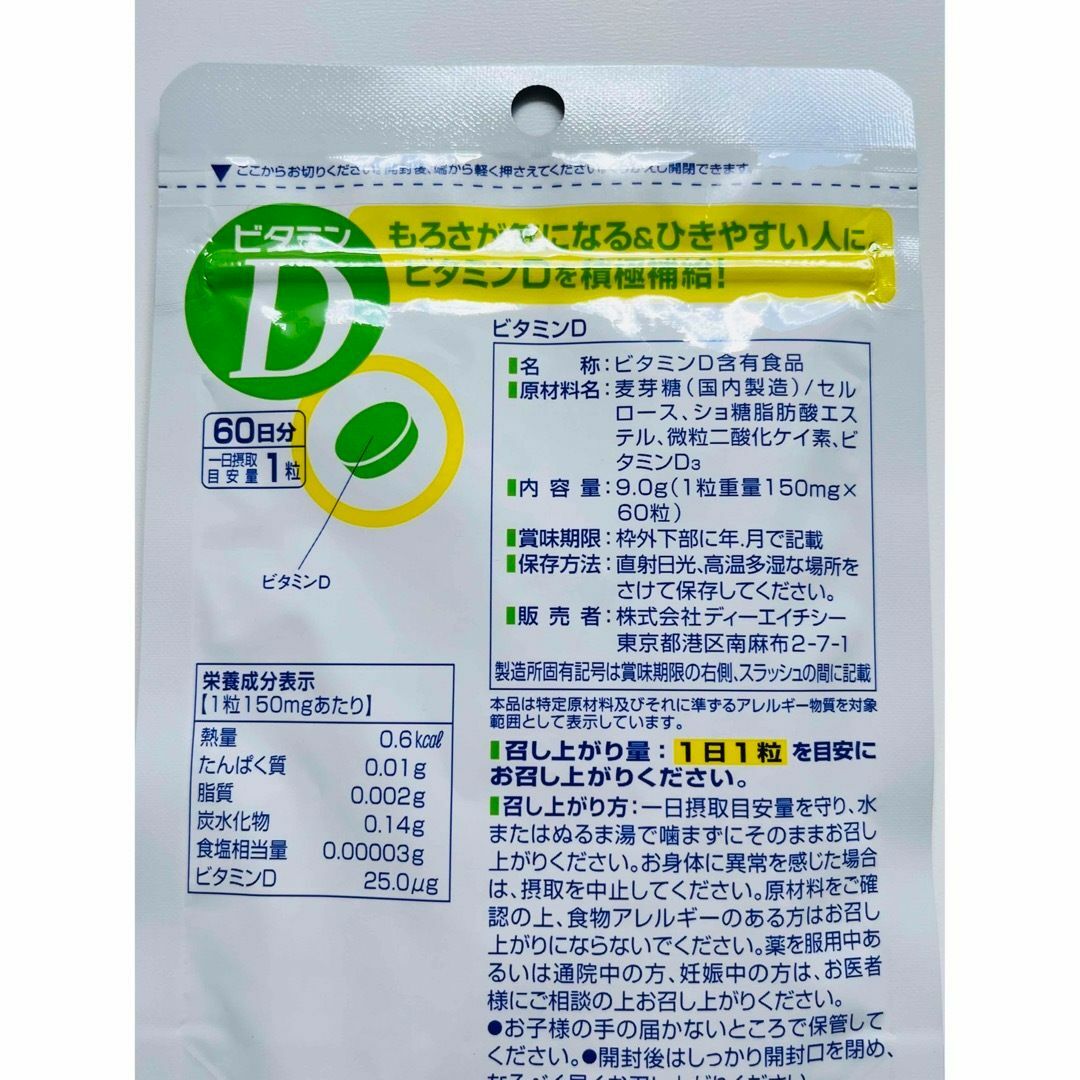 ▼ここからお切りください。開封後、端から軽く押さえてください。くりかえし開閉できます。
ビタミン
D
もろさが気になる&ひきやすい人に
ビタミンDを積極補給!
60日分
一日摂取
目安量 1粒
ビタミンD
ビタミンD
名 称:ビタミンD含有食品
原材料名:麦芽糖(国内製造)/セル
ロース、ショ糖脂肪酸エス
テル、微粒二酸化ケイ素、ビ
タミンD₃
内容量:9.0g(1粒重量150mg×
60粒)
賞味期限:枠外下部に年.月で記載
保存方法:直射日光、高温多湿な場所を
さけて保存してください。
販売者:株式会社ディーエイチシー
東京都港区南麻布2-7-1
製造所固有記号は賞味期限の右側、スラッシュの間に記載
本品は特定原材料及びそれに準ずるアレルギー物質を対象
範囲として表示しています。
栄養成分表示
【1粒150mgあたり】
熱量 0.6kcal
たんぱく質 0.01g
脂質 0.002g
炭水化物 0.14g
食塩相当量 0.00003g
ビタミンD 25.0μg
召し上がり量:1日1粒を目安に
お召し上がりください。
召し上がり方:一日摂取目安量を守り、水
またはぬるま湯で噛まずにそのままお召し
上がりください。お身体に異常を感じた場合
は、摂取を中止してください。原材料をご確
認の上、食物アレルギーのある方はお召し
上がりにならないでください。薬を服用中あ
るいは通院中の方、妊娠中の方は、お医者
様にご相談の上お召し上がりください。
●お子様の手の届かないところで保管して
ください。●開封後はしっかり開封口を閉め、
なるべく早くお召し上がりください